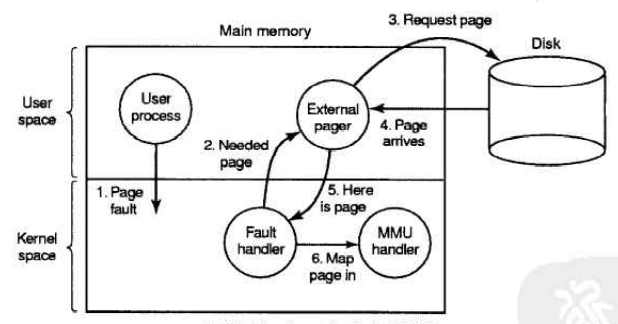 Main memory
3. Request page
Disk
User
space
User
process
External
pager
2. Needed
page
4. Page
arrives
1. Page
fault
5. Here
is page
Kernel
space
Fault
handler
MMU
handler
6. Map
page in